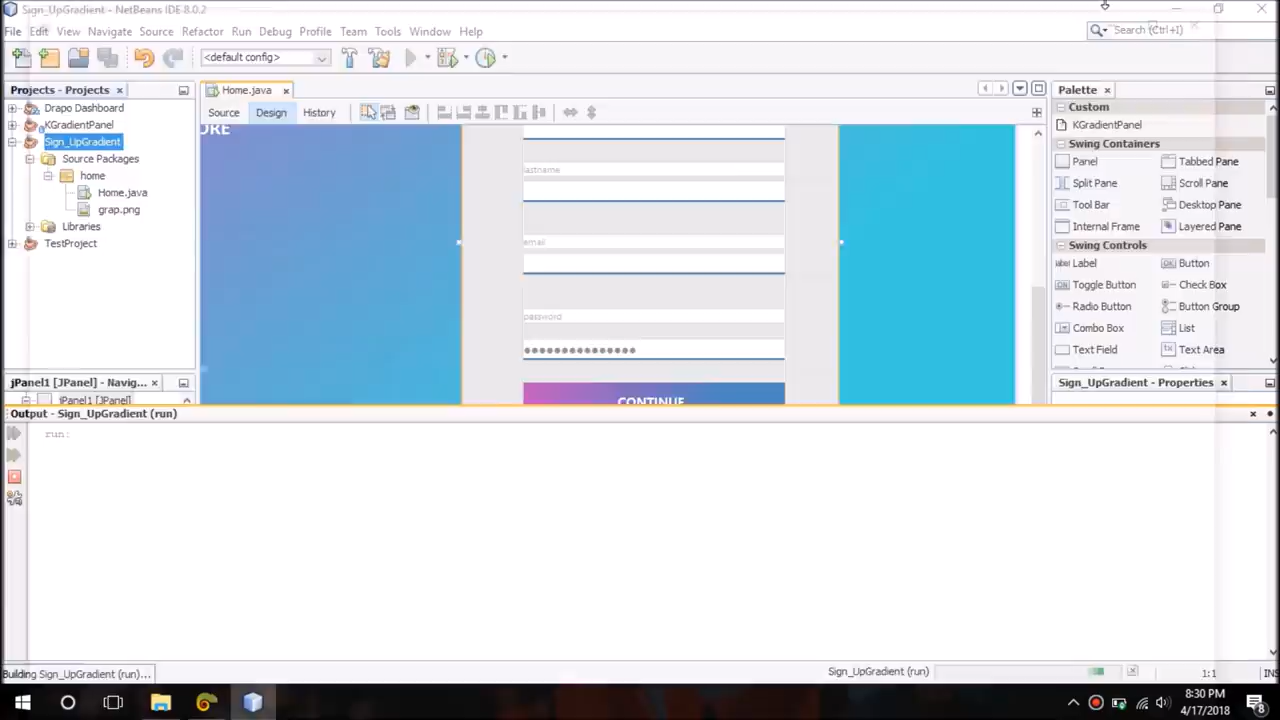 Sign_UpGradient - NetBeans IDE 8.0.2
File Edit View Navigate Source Refactor Run Debug Profile Team Tools Window Help
Search (Ctrl+I)
<default config>
Projects - Projects
Home.java
Palette
Drapo Dashboard
KGradientPanel
Sign_UpGradient
Source Packages
home
Home.java
grap.png
Libraries
TestProject
Source Design History
ORE
lastname
email
password
CONTINUE
Custom
KGradientPanel
Swing Containers
Panel Tabbed Pane
Split Pane Scroll Pane
Tool Bar Desktop Pane
Internal Frame Layered Pane
Swing Controls
Label Button
Toggle Button Check Box
Radio Button Button Group
Combo Box List
Text Field Text Area
jPanel1 [JPanel] - Navig...
jPanel1 [JPanel]
Sign_UpGradient - Properties
Output - Sign_UpGradient (run)
run:
Building Sign_UpGradient (run)...
Sign_UpGradient (run)
1:1
INS
8:30 PM
4/17/2018
8